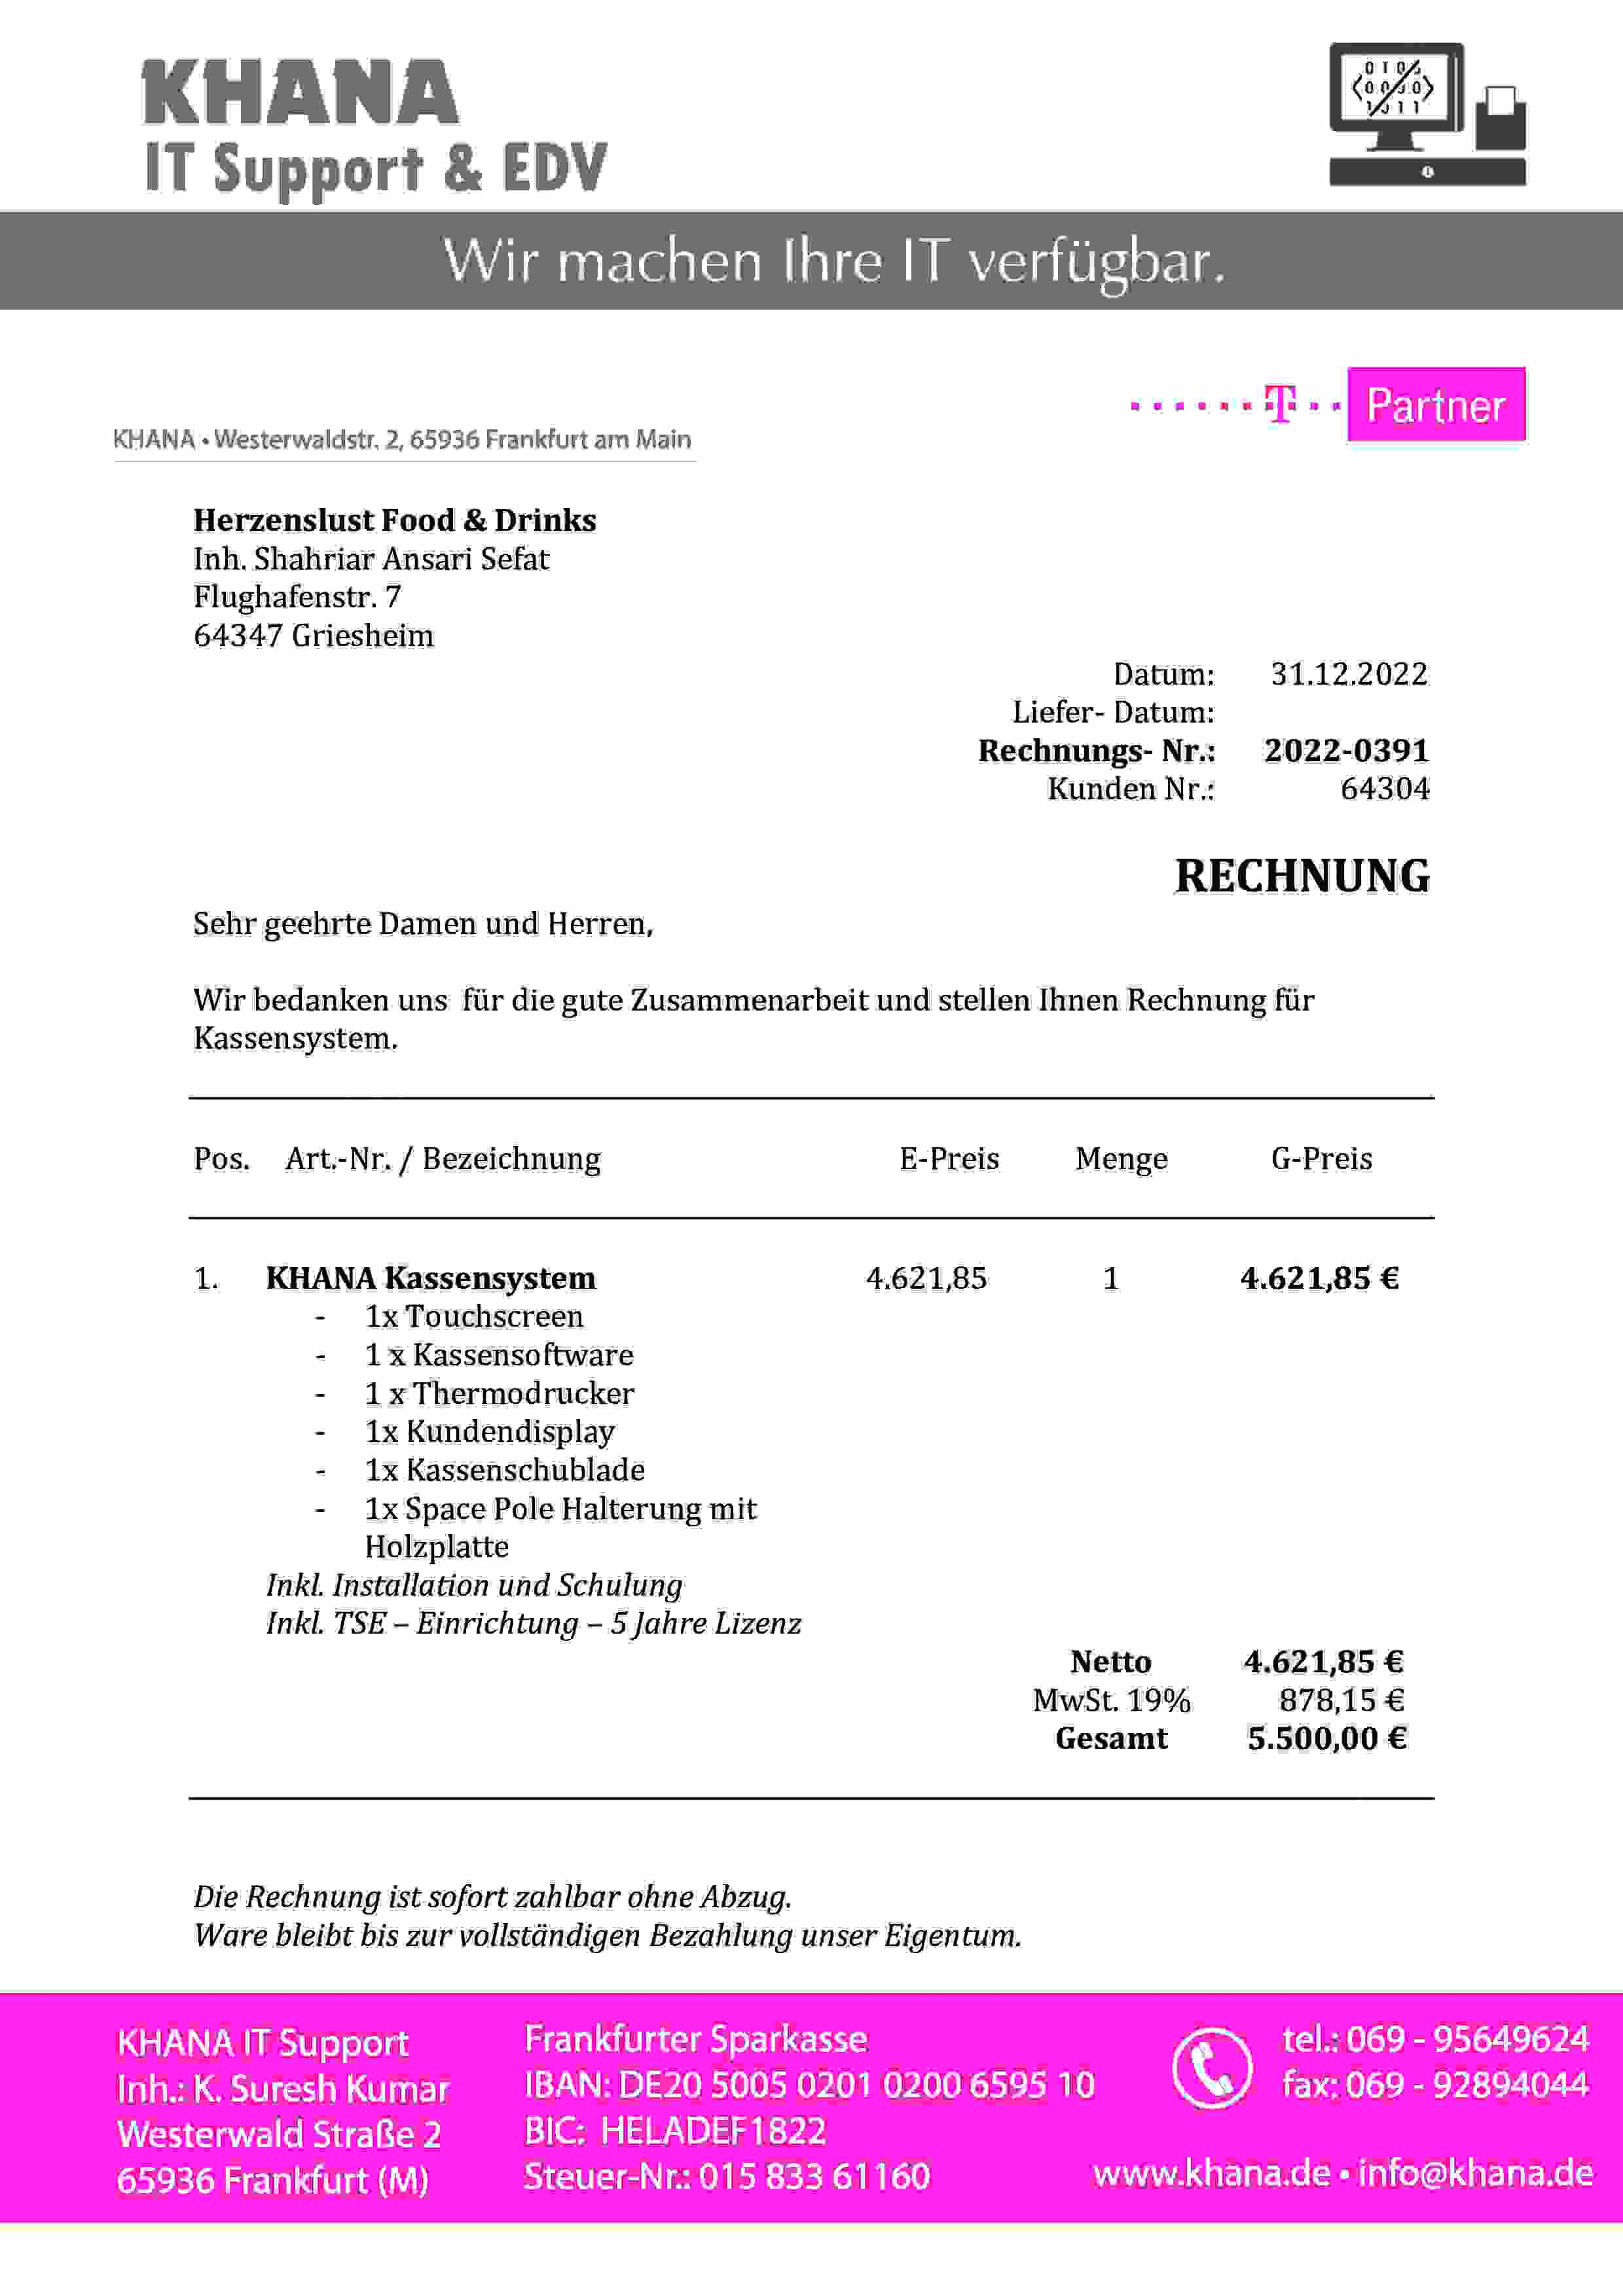 KHANA
IT Support & EDV
Wir machen Ihre IT verfügbar.
T Partner
KHANA • Westerwaldstr. 2, 65936 Frankfurt am Main
Herzenslust Food & Drinks
Inh. Shahriar Ansari Sefat
Flughafenstr. 7
64347 Griesheim
Datum: 31.12.2022
Liefer- Datum:
Rechnungs- Nr.: 2022-0391
Kunden Nr.: 64304
RECHNUNG
Sehr geehrte Damen und Herren,
Wir bedanken uns für die gute Zusammenarbeit und stellen Ihnen Rechnung für
Kassensystem.
Pos. Art.-Nr. / Bezeichnung E-Preis Menge G-Preis
1. KHANA Kassensystem 4.621,85 1 4.621,85 €
- 1x Touchscreen
- 1 x Kassensoftware
- 1 x Thermodrucker
- 1x Kundendisplay
- 1x Kassenschublade
- 1x Space Pole Halterung mit
Holzplatte
Inkl. Installation und Schulung
Inkl. TSE – Einrichtung – 5 Jahre Lizenz
Netto 4.621,85 €
MwSt. 19% 878,15 €
Gesamt 5.500,00 €
Die Rechnung ist sofort zahlbar ohne Abzug.
Ware bleibt bis zur vollständigen Bezahlung unser Eigentum.
KHANA IT Support
Inh.: K. Suresh Kumar
Westerwald Straße 2
65936 Frankfurt (M)
Frankfurter Sparkasse
IBAN: DE20 5005 0201 0200 6595 10
BIC: HELADEF1822
Steuer-Nr.: 015 833 61160
tel.: 069 - 95649624
fax: 069 - 92894044
www.khana.de • info@khana.de